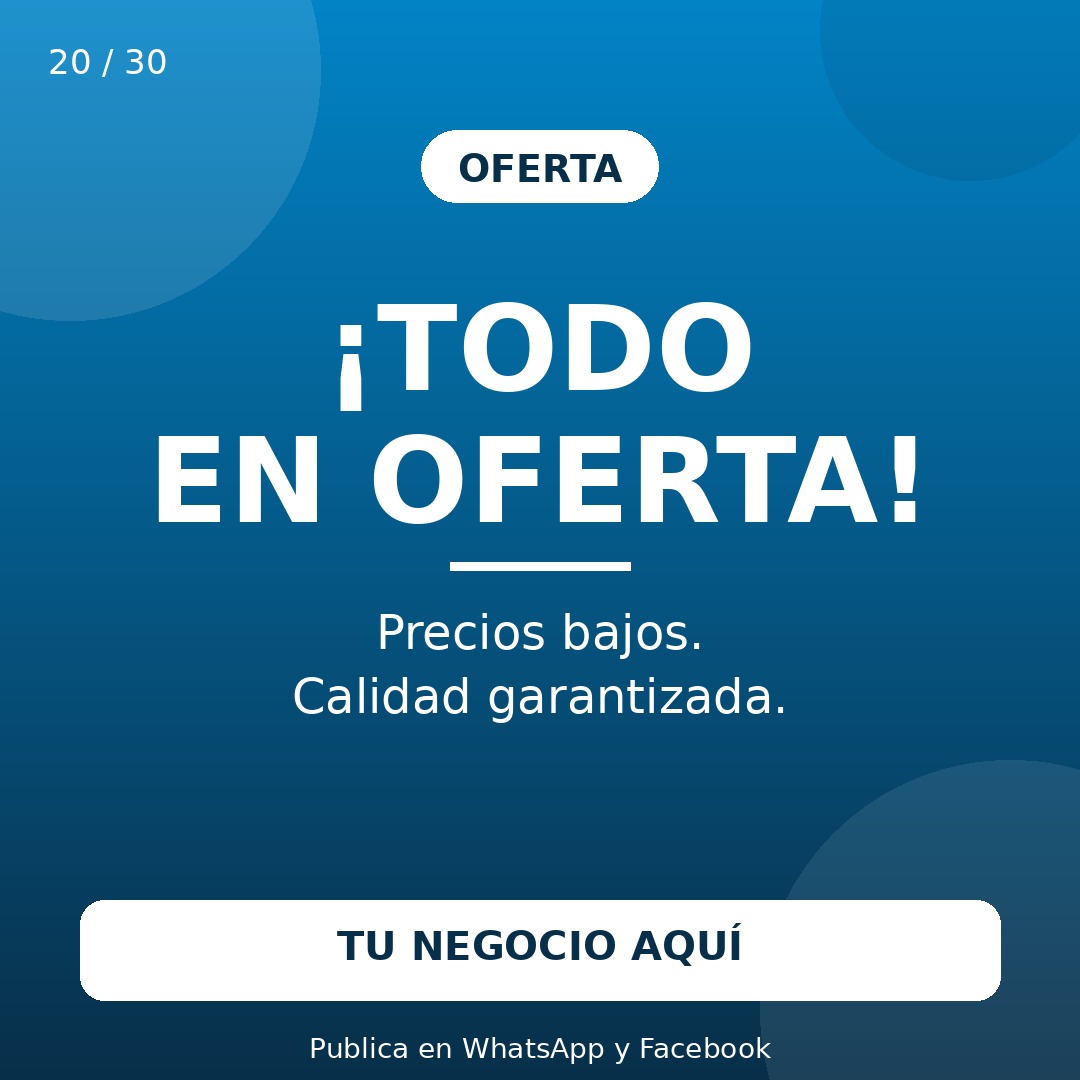 20 / 30
OFERTA
¡TODO
EN OFERTA!
Precios bajos.
Calidad garantizada.
TU NEGOCIO AQUÍ
Publica en WhatsApp y Facebook